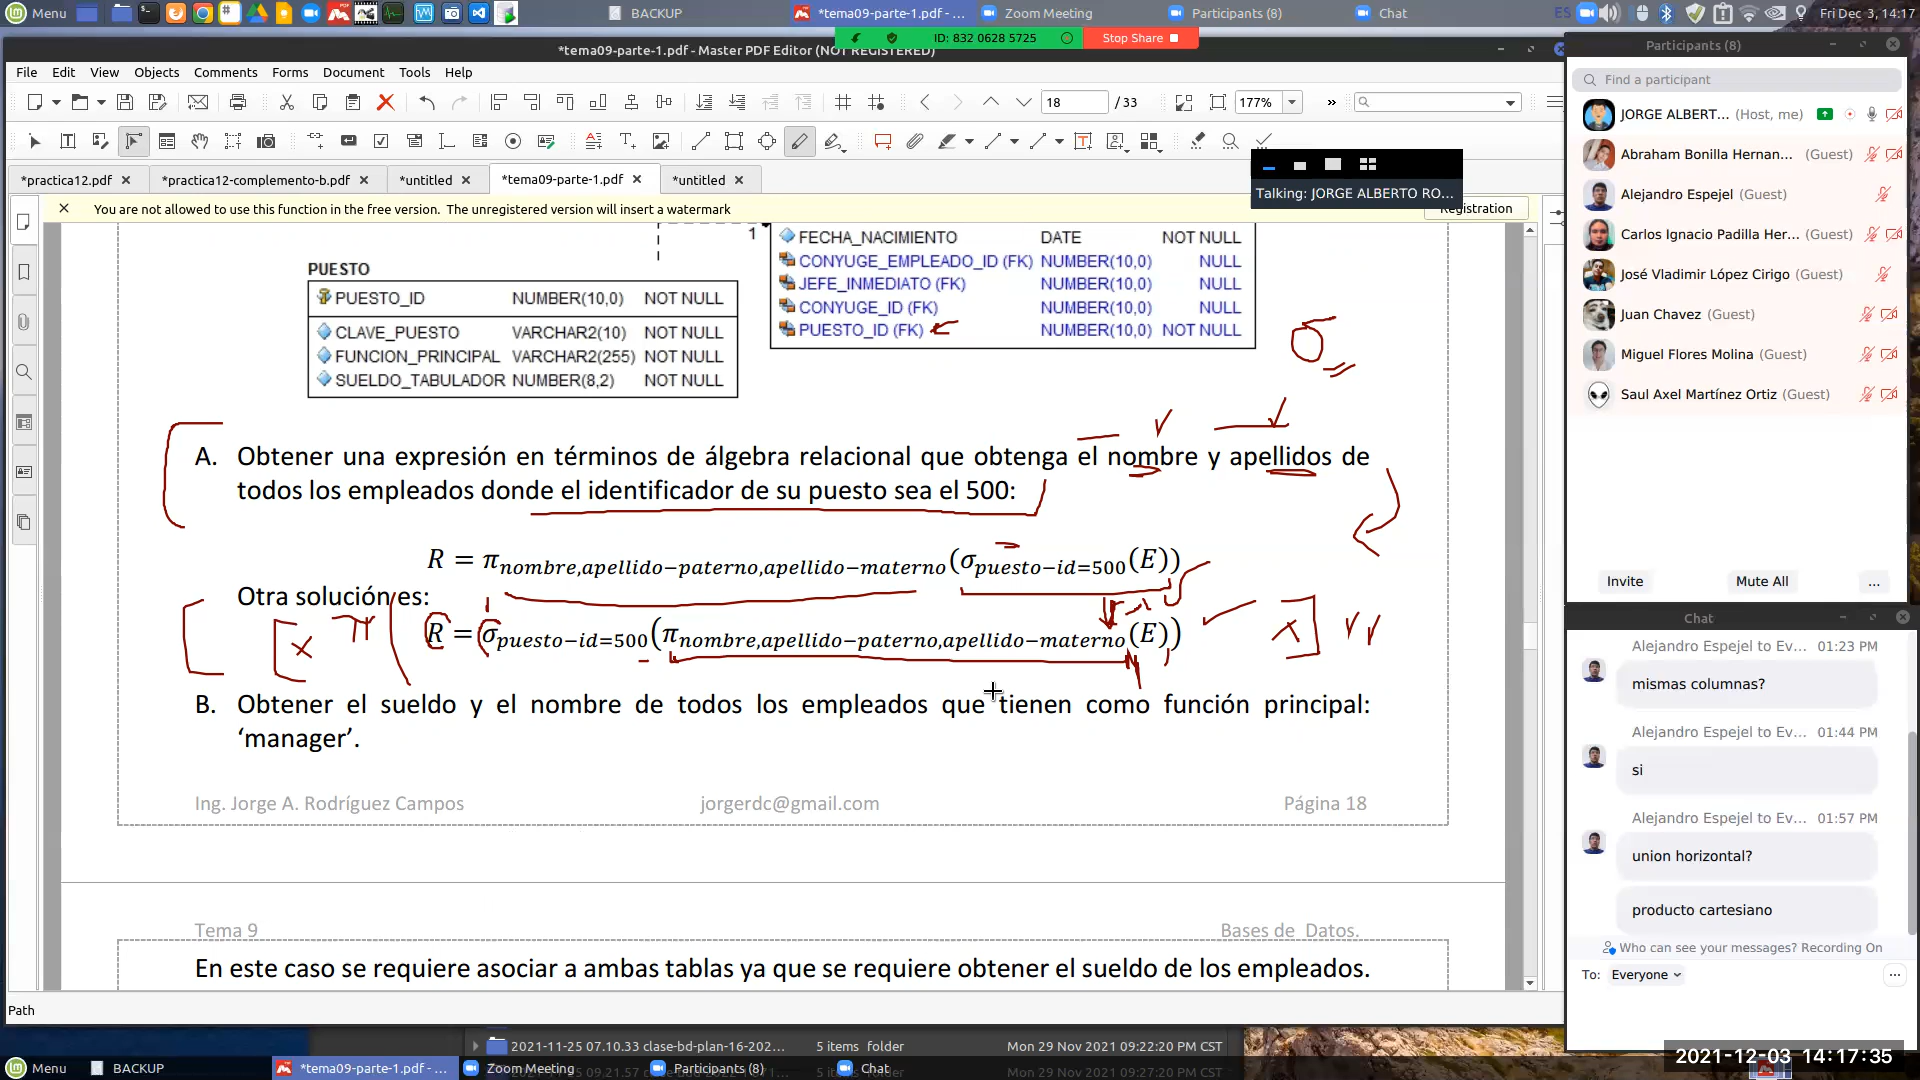 Menu
BACKUP
*tema09-parte-1.pdf - ...
Zoom Meeting
Participants (8)
Chat
ES
Fri Dec 3, 14:17
*tema09-parte-1.pdf - Master PDF Editor (NOT REGISTERED)
ID: 832 0628 5725
Stop Share
File Edit View Objects Comments Forms Document Tools Help
18 / 33
177%
*practica12.pdf
*practica12-complemento-b.pdf
*untitled
*tema09-parte-1.pdf
*untitled
Talking: JORGE ALBERTO RO...
You are not allowed to use this function in the free version. The unregistered version will insert a watermark
Registration
1
FECHA_NACIMIENTO DATE NOT NULL
CONYUGE_EMPLEADO_ID (FK) NUMBER(10,0) NULL
JEFE_INMEDIATO (FK) NUMBER(10,0) NULL
CONYUGE_ID (FK) NUMBER(10,0) NULL
PUESTO_ID (FK) NUMBER(10,0) NOT NULL
PUESTO
PUESTO_ID NUMBER(10,0) NOT NULL
CLAVE_PUESTO VARCHAR2(10) NOT NULL
FUNCION_PRINCIPAL VARCHAR2(255) NOT NULL
SUELDO_TABULADOR NUMBER(8,2) NOT NULL
σ
A. Obtener una expresión en términos de álgebra relacional que obtenga el nombre y apellidos de
todos los empleados donde el identificador de su puesto sea el 500:
R = π nombre,apellido−paterno,apellido−materno(σ puesto−id=500(E))
Otra solución es:
x π (
R = σ puesto−id=500(π nombre,apellido−paterno,apellido−materno(E))
B. Obtener el sueldo y el nombre de todos los empleados que tienen como función principal:
‘manager’.
Ing. Jorge A. Rodríguez Campos jorgerdc@gmail.com Página 18
Tema 9 Bases de Datos.
En este caso se requiere asociar a ambas tablas ya que se requiere obtener el sueldo de los empleados.
Path
Participants (8)
Find a participant
JORGE ALBERT... (Host, me)
Abraham Bonilla Hernan... (Guest)
Alejandro Espejel (Guest)
Carlos Ignacio Padilla Her... (Guest)
José Vladimir López Cirigo (Guest)
Juan Chavez (Guest)
Miguel Flores Molina (Guest)
Saul Axel Martínez Ortiz (Guest)
Invite
Mute All
...
Chat
Alejandro Espejel to Ev... 01:23 PM
mismas columnas?
Alejandro Espejel to Ev... 01:44 PM
si
Alejandro Espejel to Ev... 01:57 PM
union horizontal?
producto cartesiano
Who can see your messages? Recording On
To: Everyone
2021-11-25 07.10.33 clase-bd-plan-16-202... 5 items folder Mon 29 Nov 2021 09:22:20 PM CST
Menu
BACKUP
*tema09-parte-1.pdf - ...
Zoom Meeting
Participants (8)
Chat
2021-12-03 14:17:35